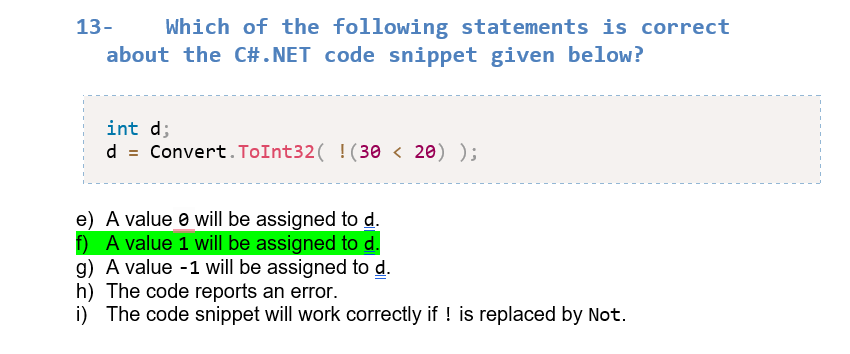 13- Which of the following statements is correct
about the C#.NET code snippet given below?
int d;
d = Convert.ToInt32( !(30 < 20) );
e) A value 0 will be assigned to d.
f) A value 1 will be assigned to d.
g) A value -1 will be assigned to d.
h) The code reports an error.
i) The code snippet will work correctly if ! is replaced by Not.